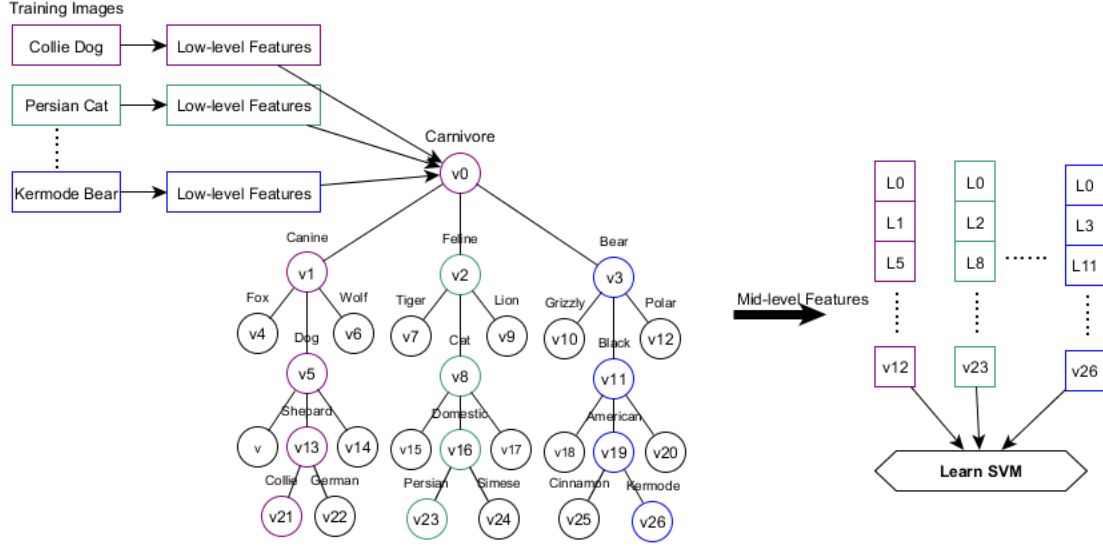 Training Images
Collie Dog
Low-level Features
Persian Cat
Low-level Features
Kermode Bear
Low-level Features
Carnivore
v0
Canine
Feline
Bear
v1
v2
v3
Fox
Wolf
Tiger
Lion
Grizzly
Polar
v4
v6
v7
v9
v10
v12
Dog
Cat
Black
v5
v8
v11
Shepard
Domestic
American
v
v13
v14
v15
v16
v17
v18
v19
v20
Collie
German
Persian
Simese
Cinnamon
Kermode
v21
v22
v23
v24
v25
v26
Mid-level Features
L0
L0
L0
L1
L2
L3
L5
L8
L11
v12
v23
v26
Learn SVM